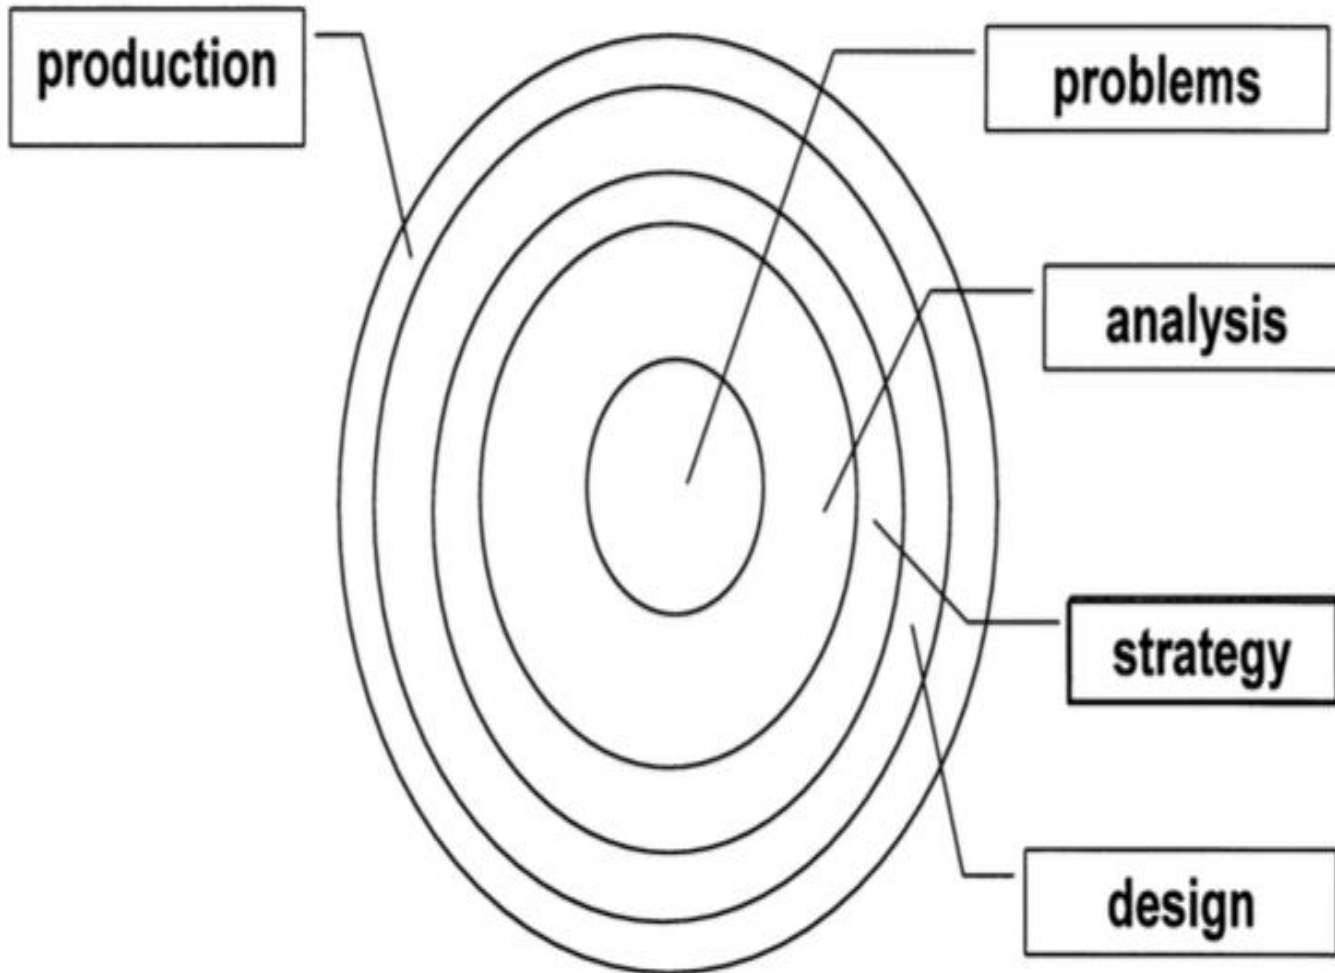 production
problems
analysis
strategy
design